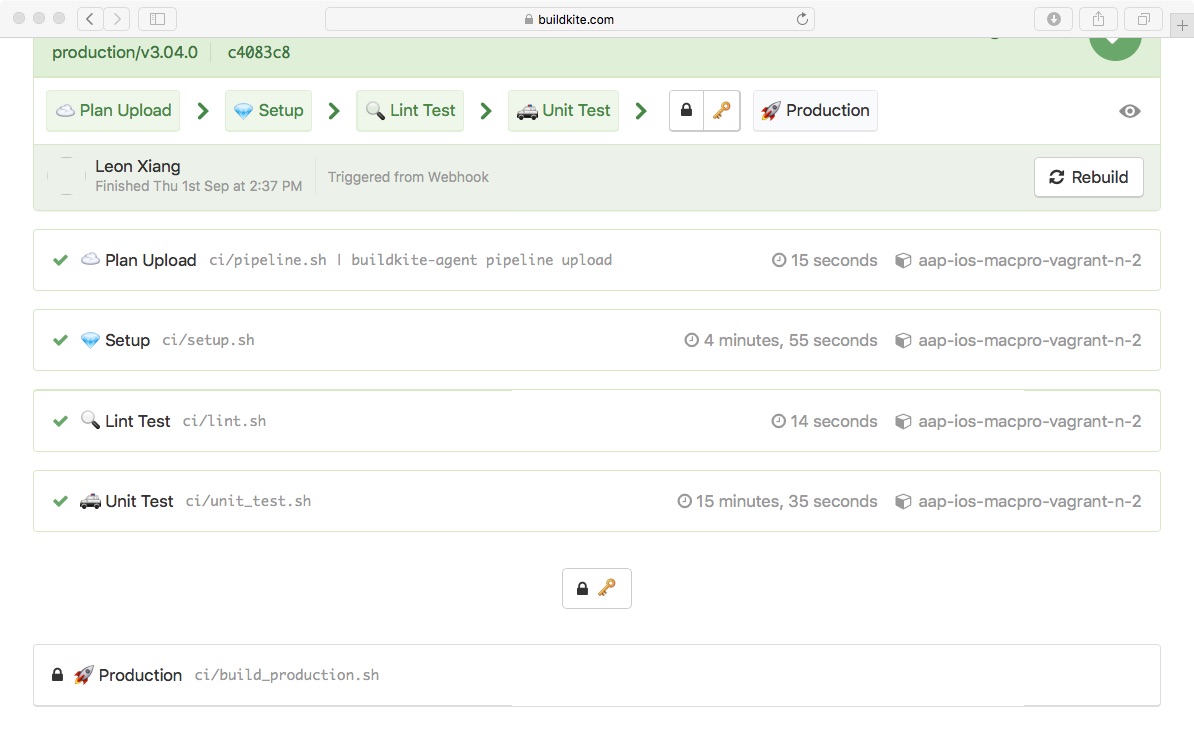 buildkite.com
production/v3.04.0 c4083c8
Plan Upload Setup Lint Test Unit Test Production
Leon Xiang
Finished Thu 1st Sep at 2:37 PM
Triggered from Webhook
Rebuild
Plan Upload ci/pipeline.sh | buildkite-agent pipeline upload 15 seconds aap-ios-macpro-vagrant-n-2
Setup ci/setup.sh 4 minutes, 55 seconds aap-ios-macpro-vagrant-n-2
Lint Test ci/lint.sh 14 seconds aap-ios-macpro-vagrant-n-2
Unit Test ci/unit_test.sh 15 minutes, 35 seconds aap-ios-macpro-vagrant-n-2
Production ci/build_production.sh